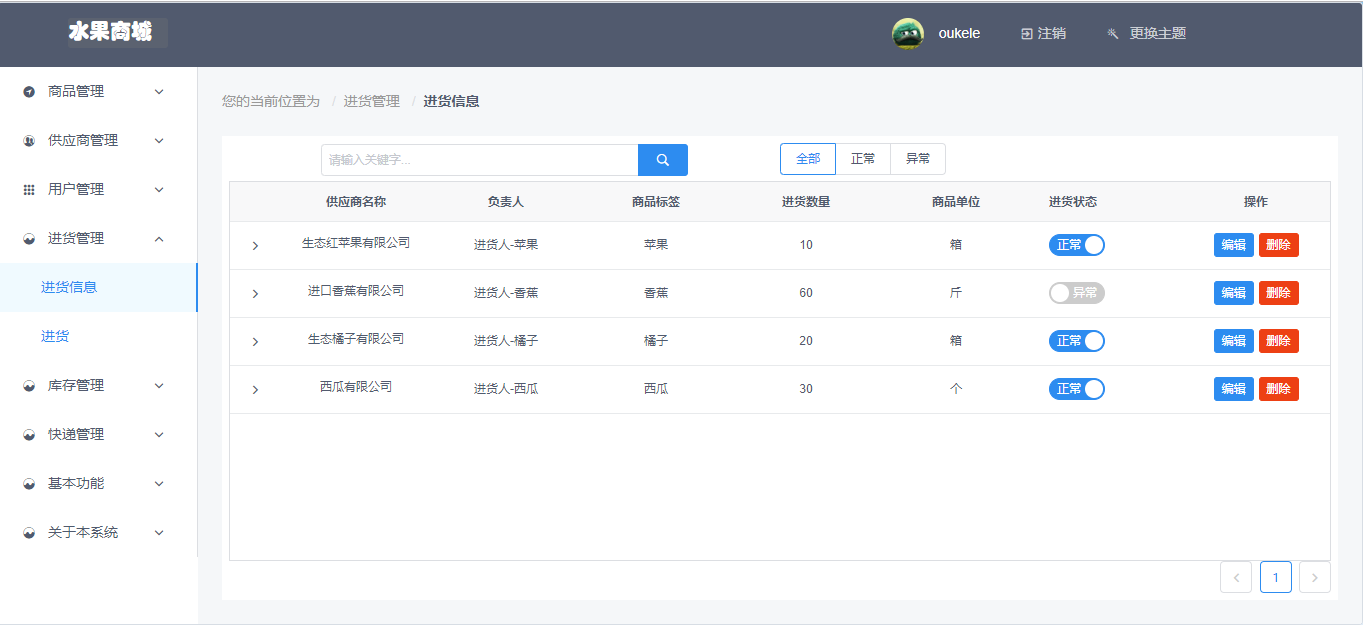 水果商城
oukele 注销 更换主题
商品管理
供应商管理
用户管理
进货管理
进货信息
进货
库存管理
快递管理
基本功能
关于本系统
您的当前位置为 / 进货管理 / 进货信息
请输入关键字... 全部 正常 异常
供应商名称 负责人 商品标签 进货数量 商品单位 进货状态 操作
生态红苹果有限公司 进货人-苹果 苹果 10 箱 正常 编辑 删除
进口香蕉有限公司 进货人-香蕉 香蕉 60 斤 异常 编辑 删除
生态橘子有限公司 进货人-橘子 橘子 20 箱 正常 编辑 删除
西瓜有限公司 进货人-西瓜 西瓜 30 个 正常 编辑 删除
1